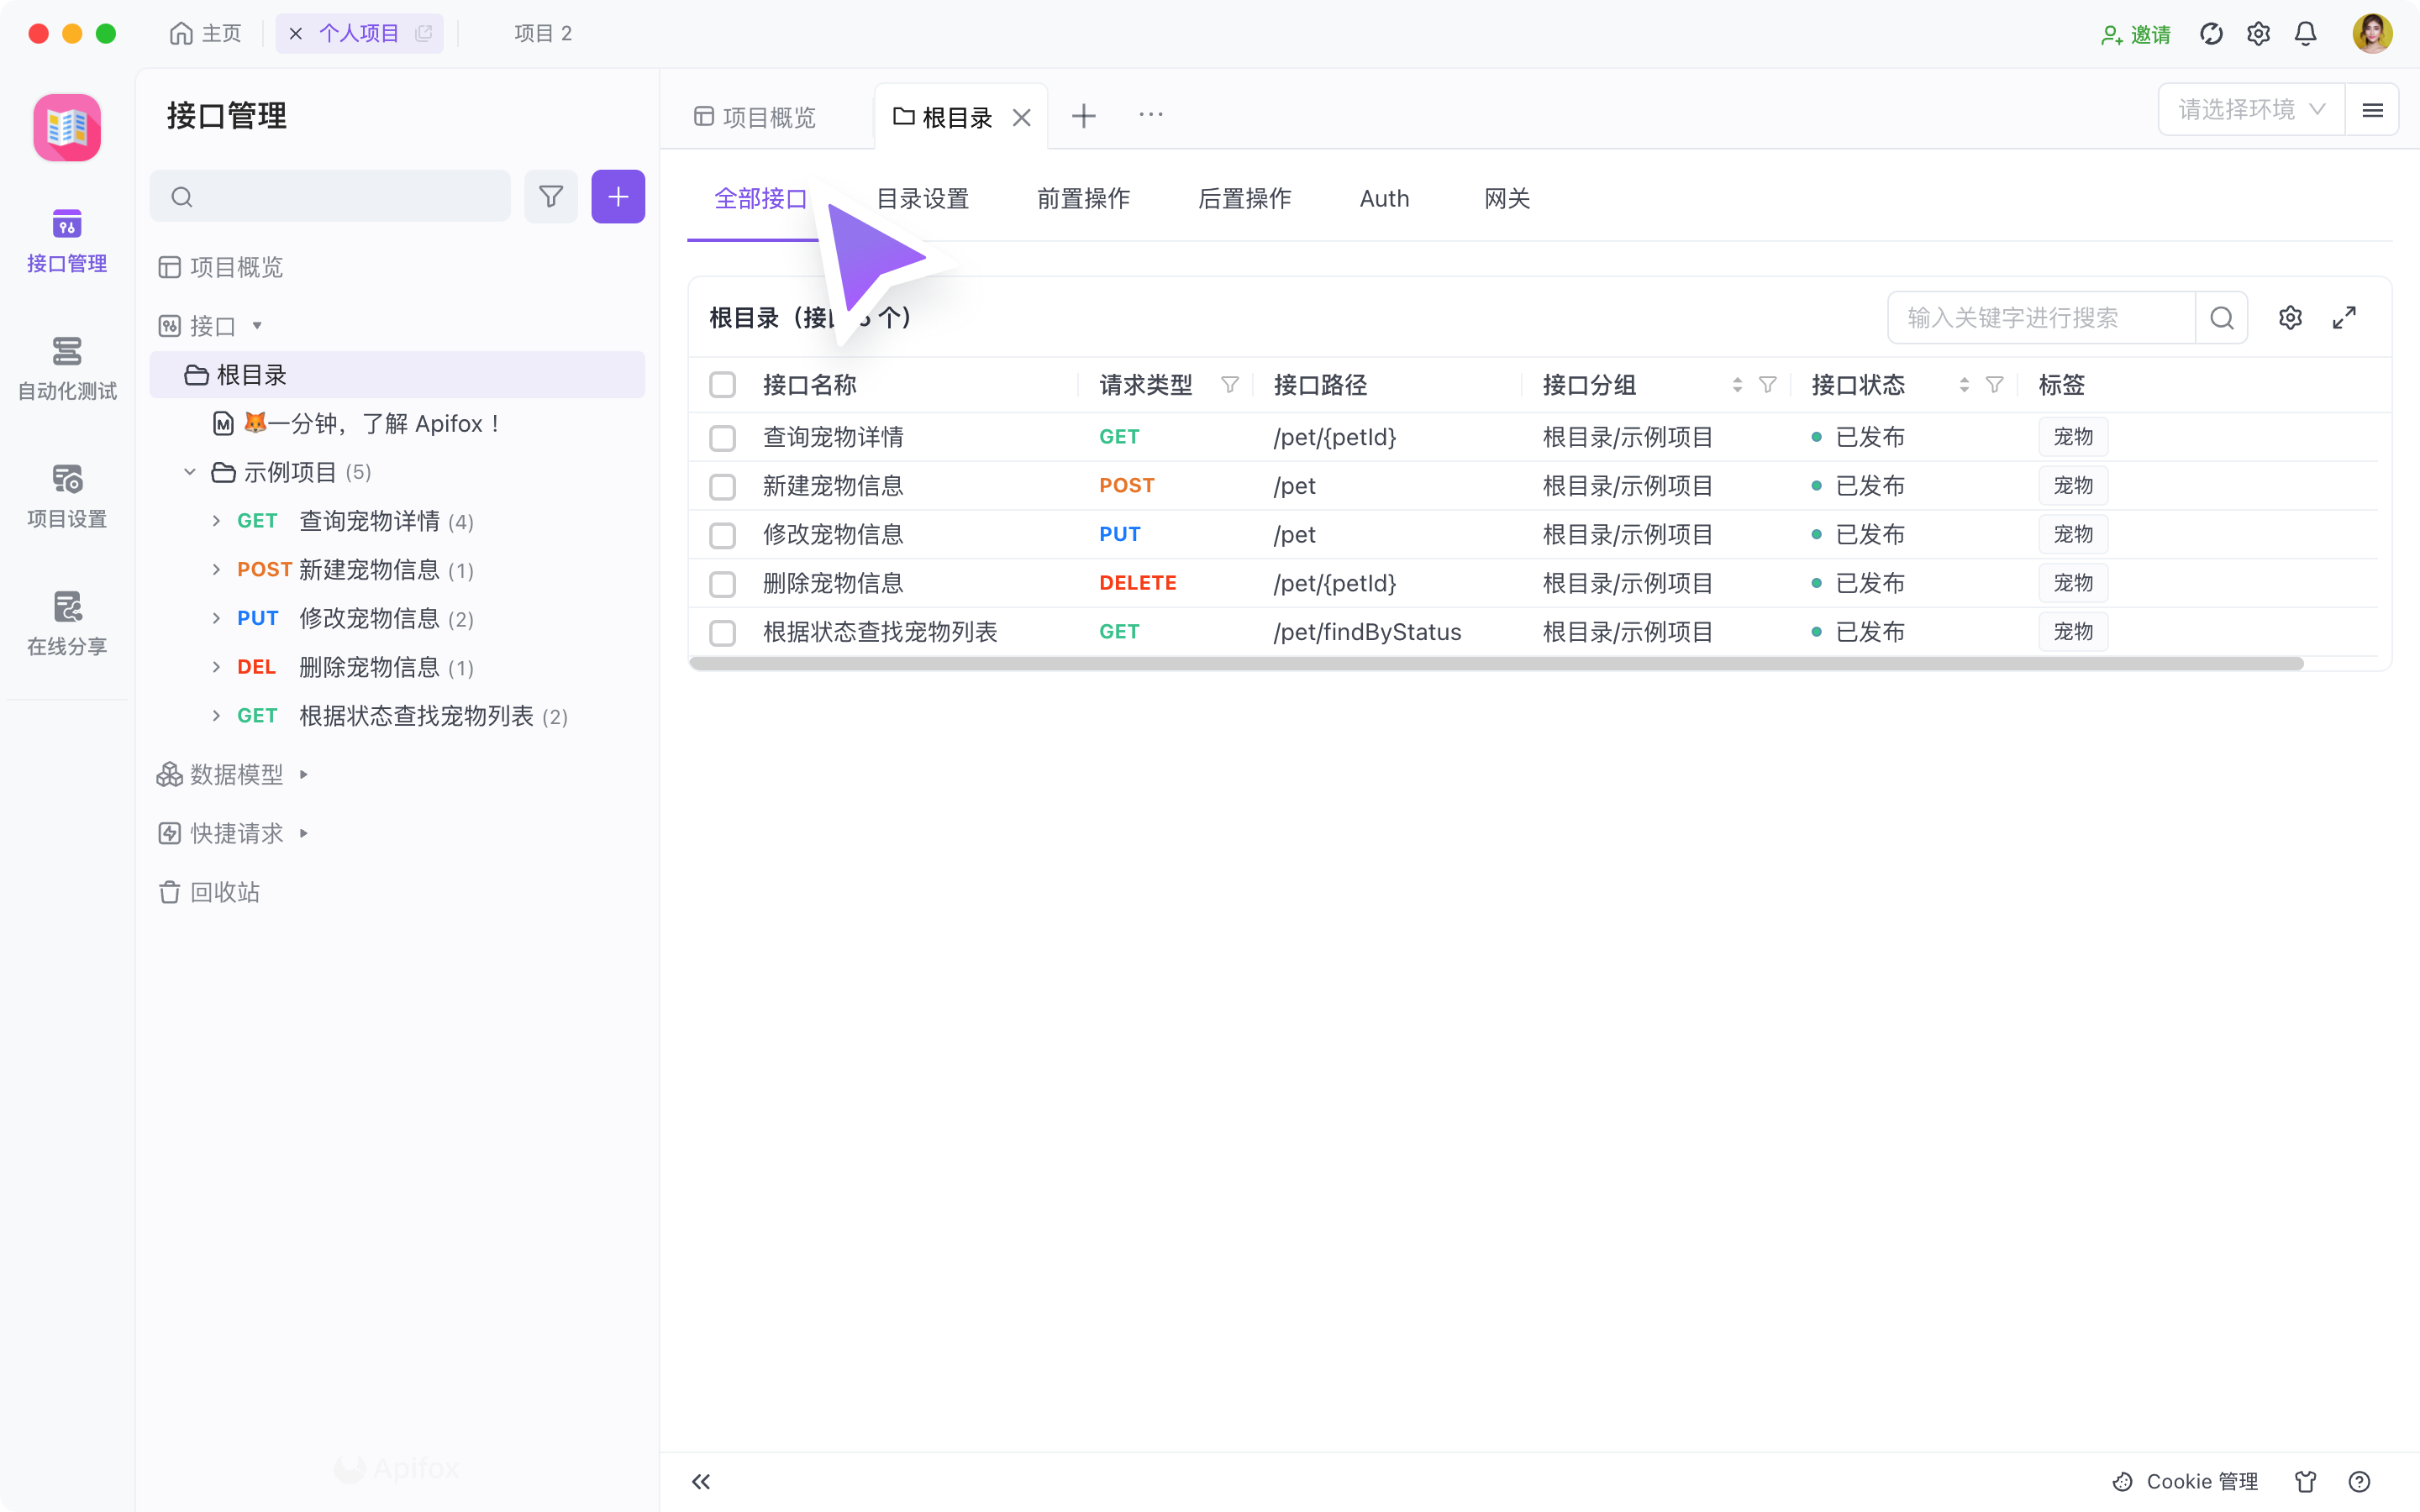 主页
个人项目
项目 2
邀请
接口管理
自动化测试
项目设置
在线分享
接口管理
项目概览
接口
根目录
🦊一分钟，了解 Apifox！
示例项目 (5)
GET 查询宠物详情 (4)
POST 新建宠物信息 (1)
PUT 修改宠物信息 (2)
DEL 删除宠物信息 (1)
GET 根据状态查找宠物列表 (2)
数据模型
快捷请求
回收站
Apifox
项目概览
根目录
请选择环境
全部接口 目录设置 前置操作 后置操作 Auth 网关
根目录（接 个）
输入关键字进行搜索
接口名称 请求类型 接口路径 接口分组 接口状态 标签
查询宠物详情 GET /pet/{petId} 根目录/示例项目 已发布 宠物
新建宠物信息 POST /pet 根目录/示例项目 已发布 宠物
修改宠物信息 PUT /pet 根目录/示例项目 已发布 宠物
删除宠物信息 DELETE /pet/{petId} 根目录/示例项目 已发布 宠物
根据状态查找宠物列表 GET /pet/findByStatus 根目录/示例项目 已发布 宠物
Cookie 管理